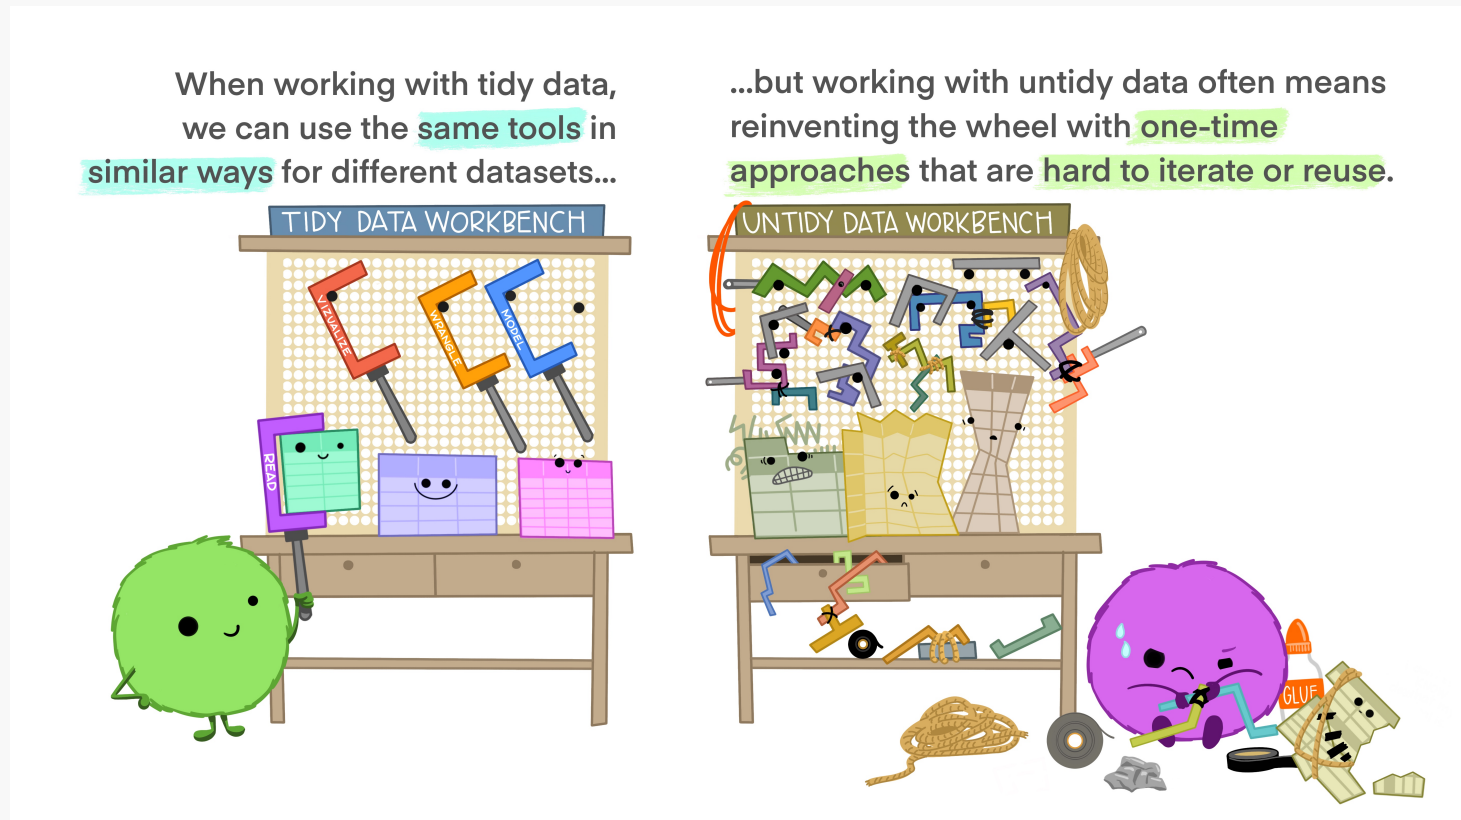 When working with tidy data,
we can use the same tools in
similar ways for different datasets...
...but working with untidy data often means
reinventing the wheel with one-time
approaches that are hard to iterate or reuse.
TIDY DATA WORKBENCH
VIZUALIZE
WRANGLE
MODEL
READ
UNTIDY DATA WORKBENCH
GLUE